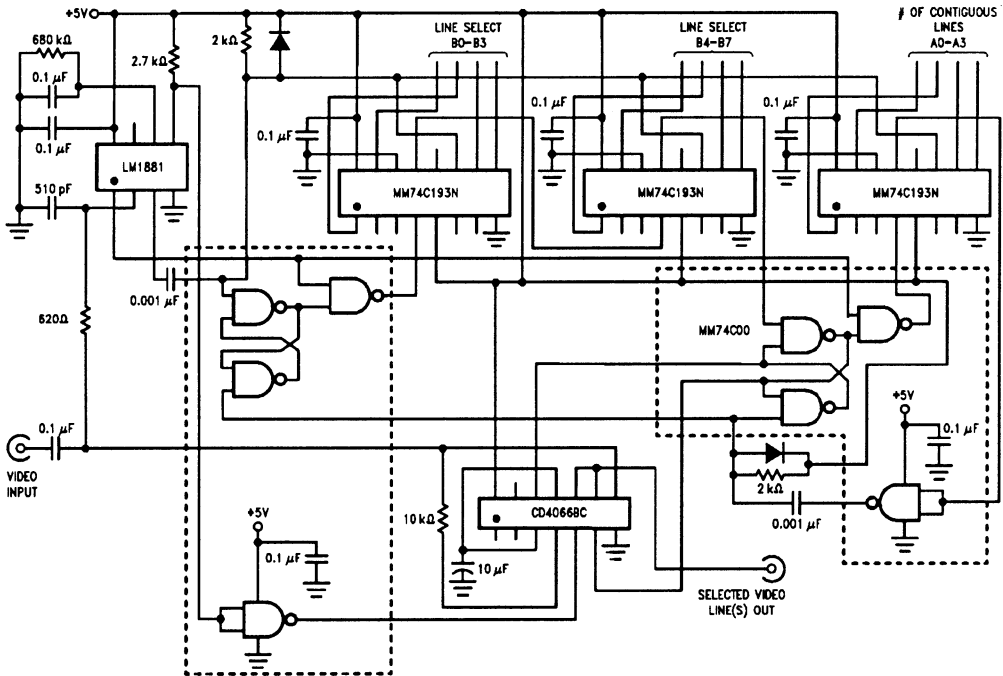 +5V
680 kΩ
0.1 µF
0.1 µF
2.7 kΩ
2 kΩ
LINE SELECT
B0-B3
LINE SELECT
B4-B7
# OF CONTIGUOUS
LINES
A0-A3
0.1 µF
0.1 µF
0.1 µF
LM1881
510 pF
MM74C193N
MM74C193N
MM74C193N
0.001 µF
620Ω
MM74C00
+5V
0.1 µF
0.1 µF
VIDEO
INPUT
2 kΩ
0.001 µF
10 kΩ
CD4066BC
+5V
0.1 µF
10 µF
SELECTED VIDEO
LINE(S) OUT